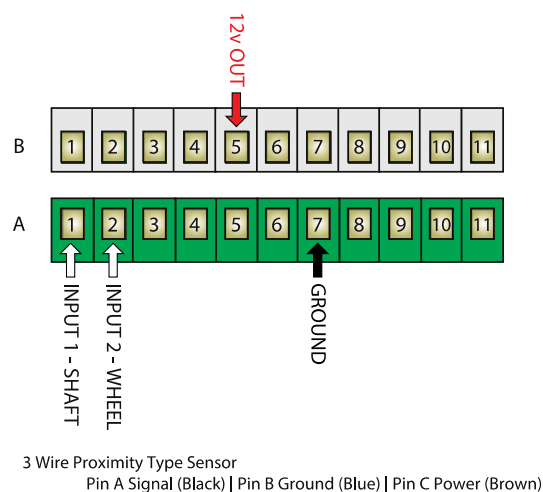 12v OUT
B 1 2 3 4 5 6 7 8 9 10 11
A 1 2 3 4 5 6 7 8 9 10 11
INPUT 1 - SHAFT
INPUT 2 - WHEEL
GROUND
3 Wire Proximity Type Sensor
Pin A Signal (Black) | Pin B Ground (Blue) | Pin C Power (Brown)